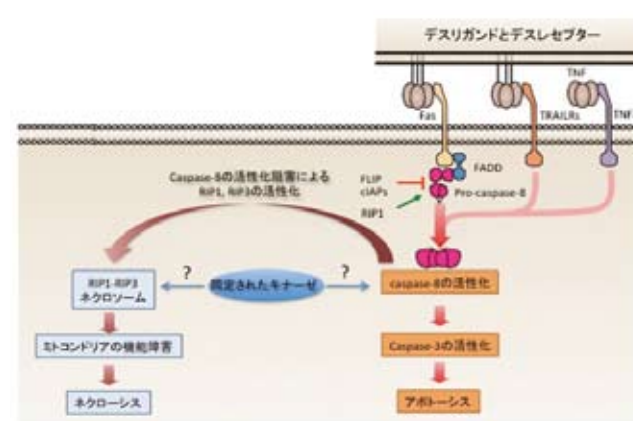 デスリガンドとデスレセプター
TNF
Fas
TRAILRs
TNF
FADD
Caspase-8の活性化阻害による
RIP1, RIP3の活性化
FLIP
cIAPs
Pro-caspase-8
RIP1
?
?
RIP1-RIP3
ネクロソーム
同定されたキナーゼ
caspase-8の活性化
ミトコンドリアの機能障害
Caspase-3の活性化
ネクローシス
アポトーシス